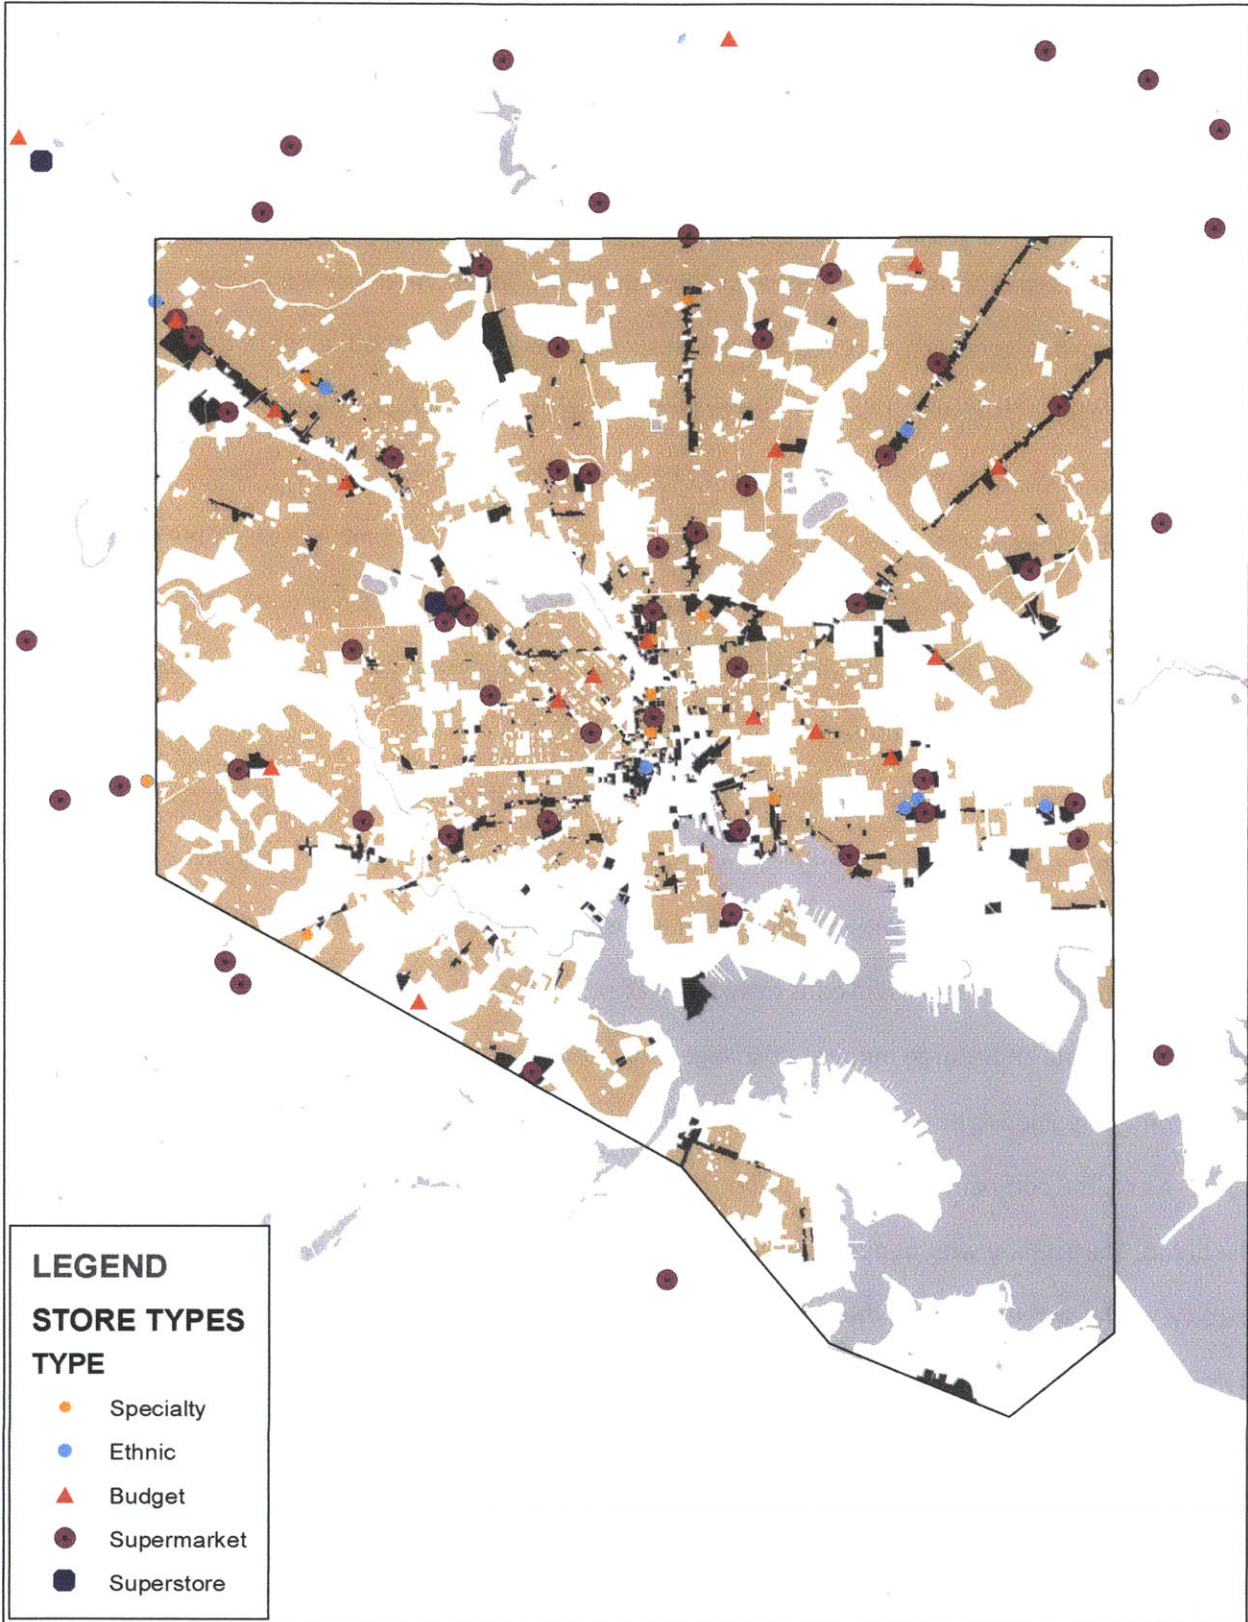 LEGEND
STORE TYPES
TYPE
Specialty
Ethnic
Budget
Supermarket
Superstore